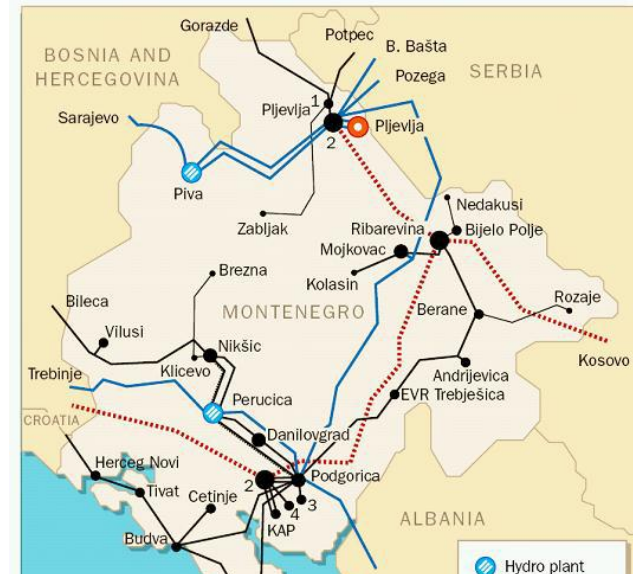 Gorazde
Potpec
B. Bašta
BOSNIA AND
HERCEGOVINA
Pozega
SERBIA
Pljevlja 1
Sarajevo
Pljevlja
2
Piva
Nedakusi
Zabljak
Ribarevina
Bijelo Polje
Mojkovac
Brezna
Kolasin
Bileca
MONTENEGRO
Berane
Rozaje
Vilusi
Nikšic
Kosovo
Klicevo
Trebinje
Andrijevica
Perucica
EVR Trebješica
CROATIA
Danilovgrad
Herceg Novi
Podgorica
2
Tivat
Cetinje
3
4
KAP
ALBANIA
Budva
Hydro plant